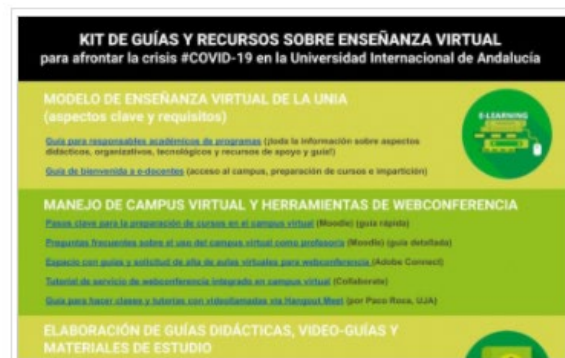 KIT DE GUÍAS Y RECURSOS SOBRE ENSEÑANZA VIRTUAL
para afrontar la crisis #COVID-19 en la Universidad Internacional de Andalucía
MODELO DE ENSEÑANZA VIRTUAL DE LA UNIA
(aspectos clave y requisitos)
E-LEARNING
Guía para responsables académicos de programas (¡toda la información sobre aspectos
didácticos, organizativos, tecnológicos y recursos de apoyo y guía!)
Guía de bienvenida a e-docentes (acceso al campus, preparación de cursos e impartición)
MANEJO DE CAMPUS VIRTUAL Y HERRAMIENTAS DE WEBCONFERENCIA
Pasos clave para la preparación de cursos en el campus virtual (Moodle) (guía rápida)
Preguntas frecuentes sobre el uso del campus virtual como profesor/a (Moodle) (guía detallada)
Espacio con guías y solicitud de alta de aulas virtuales para webconferencia (Adobe Connect)
Tutorial de servicio de webconferencia integrado en campus virtual (Collaborate)
Guía para hacer clases y tutorías con videollamadas vía Hangout Meet (por Paco Roca, UJA)
ELABORACIÓN DE GUÍAS DIDÁCTICAS, VIDEO-GUÍAS Y
MATERIALES DE ESTUDIO